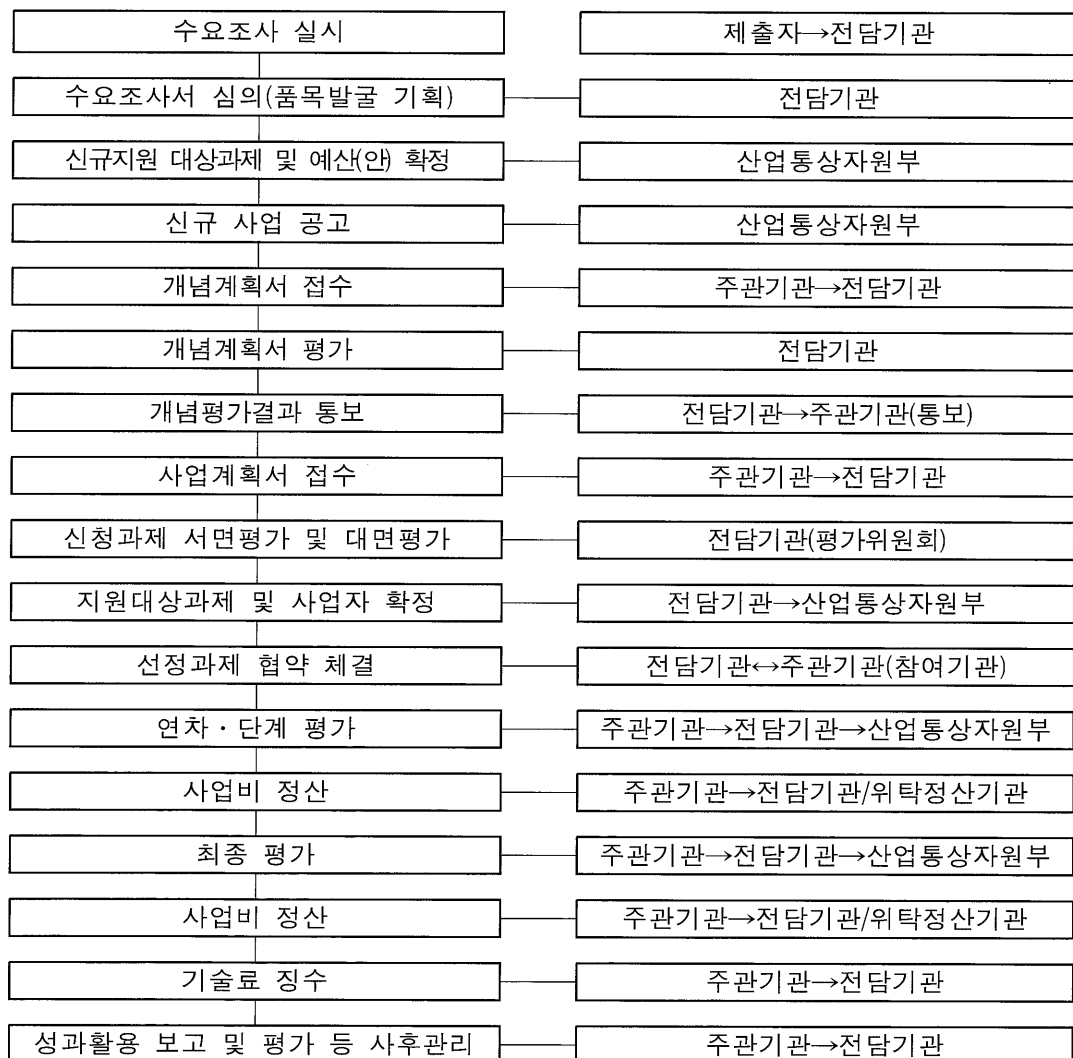 수요조사 실시
제출자→전담기관
수요조사서 심의(품목발굴 기획)
전담기관
신규지원 대상과제 및 예산(안) 확정
산업통상자원부
신규 사업 공고
산업통상자원부
개념계획서 접수
주관기관→전담기관
개념계획서 평가
전담기관
개념평가결과 통보
전담기관→주관기관(통보)
사업계획서 접수
주관기관→전담기관
신청과제 서면평가 및 대면평가
전담기관(평가위원회)
지원대상과제 및 사업자 확정
전담기관→산업통상자원부
선정과제 협약 체결
전담기관↔주관기관(참여기관)
연차·단계 평가
주관기관→전담기관→산업통상자원부
사업비 정산
주관기관→전담기관/위탁정산기관
최종 평가
주관기관→전담기관→산업통상자원부
사업비 정산
주관기관→전담기관/위탁정산기관
기술료 징수
주관기관→전담기관
성과활용 보고 및 평가 등 사후관리
주관기관→전담기관